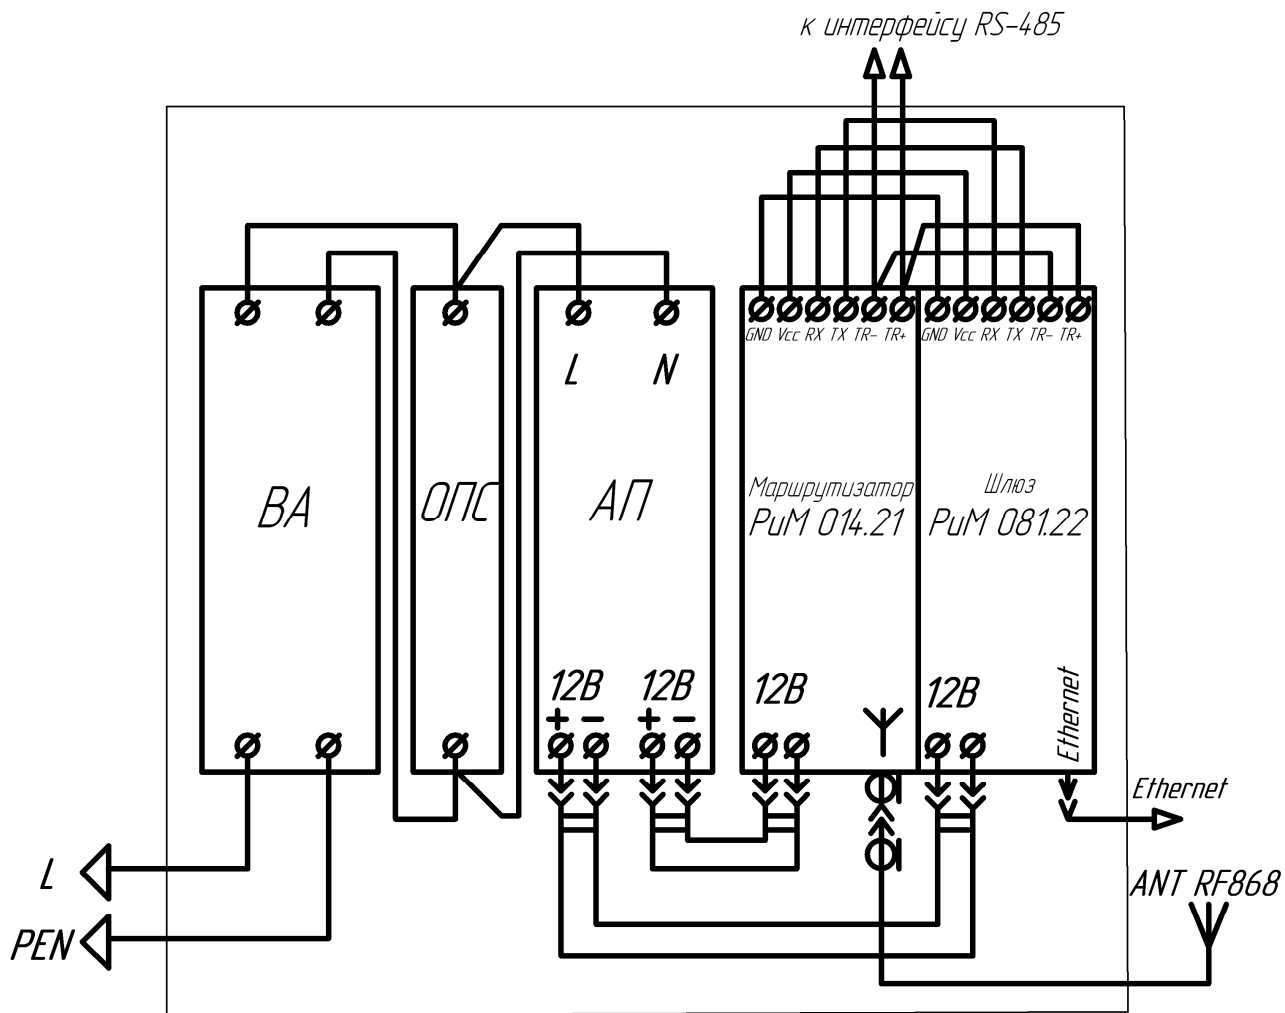 к интерфейсу RS-485
GND Vcc RX TX TR- TR+ GND Vcc RX TX TR- TR+
L N
ВА
ОПС
АП
Маршрутизатор
РиМ 014.21
Шлюз
РиМ 081.22
12В 12В
+ - + -
12В
12В
Ethernet
Ethernet
L
PEN
ANT RF868